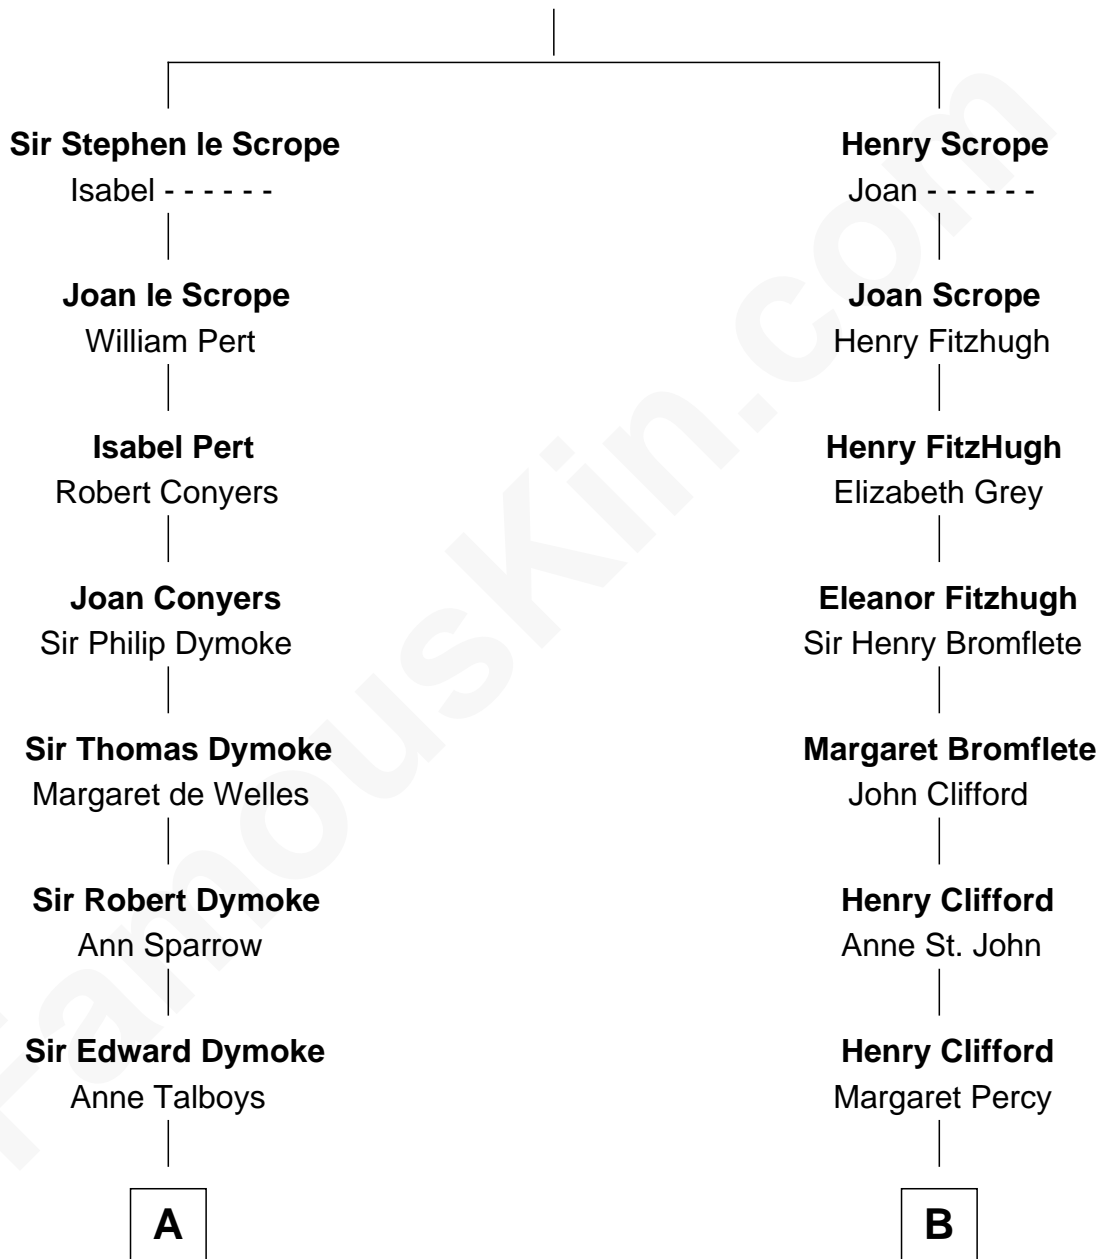 Sir Stephen le Scrope
Isabel - - - - - -
Joan le Scrope
William Pert
Isabel Pert
Robert Conyers
Joan Conyers
Sir Philip Dymoke
Sir Thomas Dymoke
Margaret de Welles
Sir Robert Dymoke
Ann Sparrow
Sir Edward Dymoke
Anne Talboys
A
Henry Scrope
Joan - - - - - -
Joan Scrope
Henry Fitzhugh
Henry FitzHugh
Elizabeth Grey
Eleanor Fitzhugh
Sir Henry Bromflete
Margaret Bromflete
John Clifford
Henry Clifford
Anne St. John
Henry Clifford
Margaret Percy
B
FamousKin.com